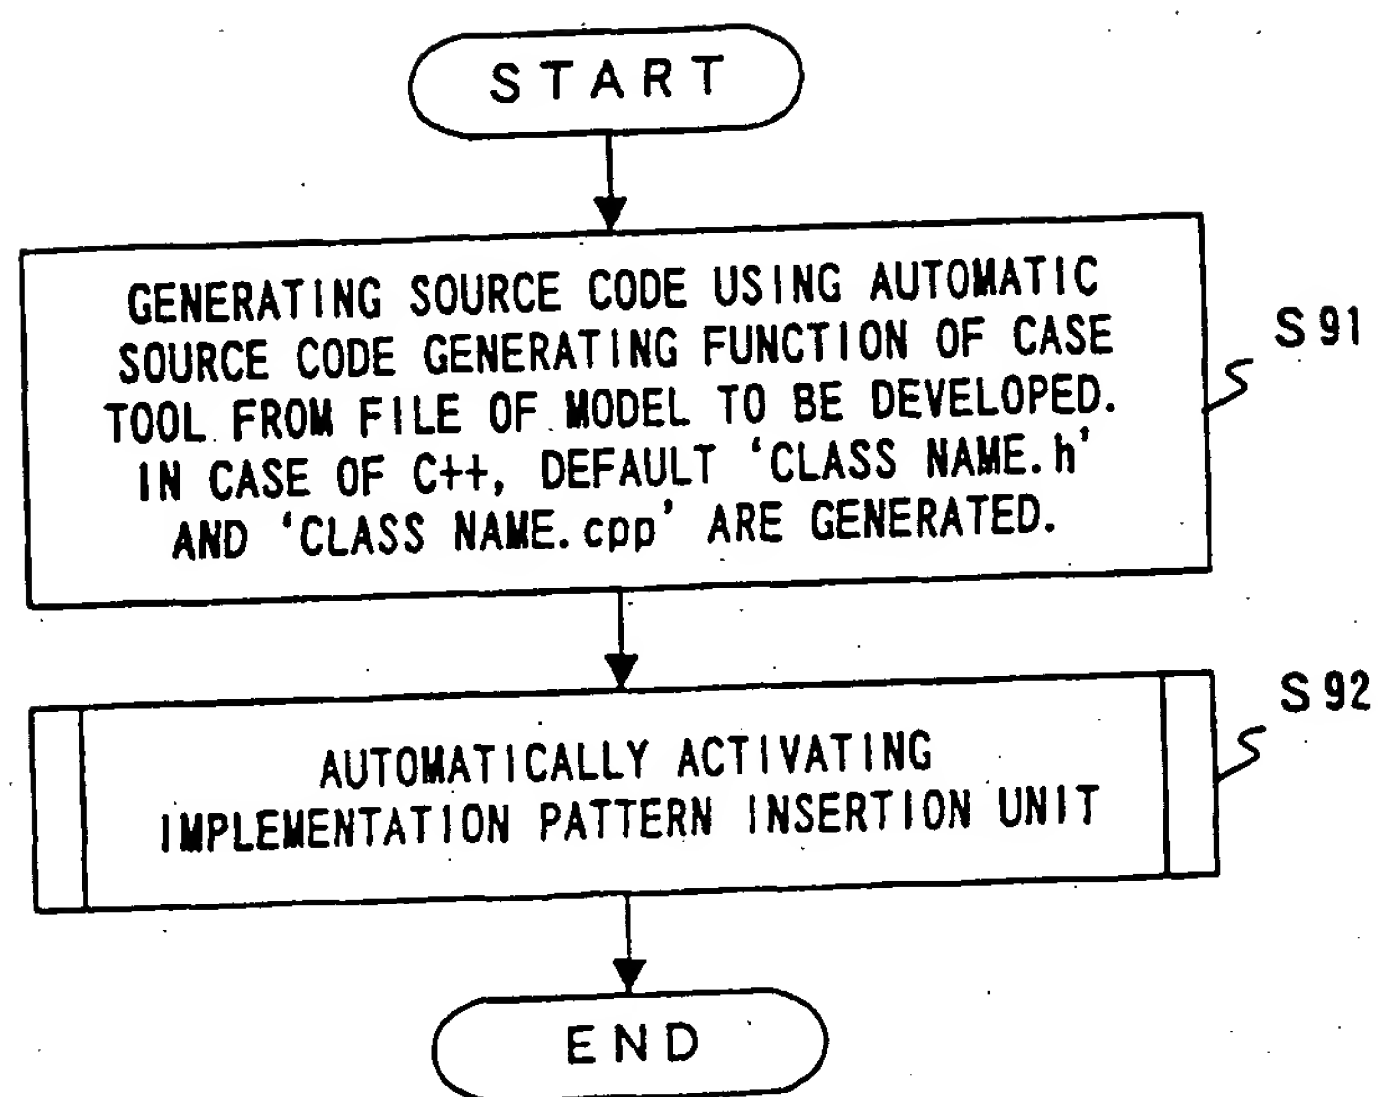 START
GENERATING SOURCE CODE USING AUTOMATIC
SOURCE CODE GENERATING FUNCTION OF CASE
TOOL FROM FILE OF MODEL TO BE DEVELOPED.
IN CASE OF C++, DEFAULT ‘CLASS NAME.h’
AND ‘CLASS NAME.cpp’ ARE GENERATED.
S91
AUTOMATICALLY ACTIVATING
IMPLEMENTATION PATTERN INSERTION UNIT
S92
END